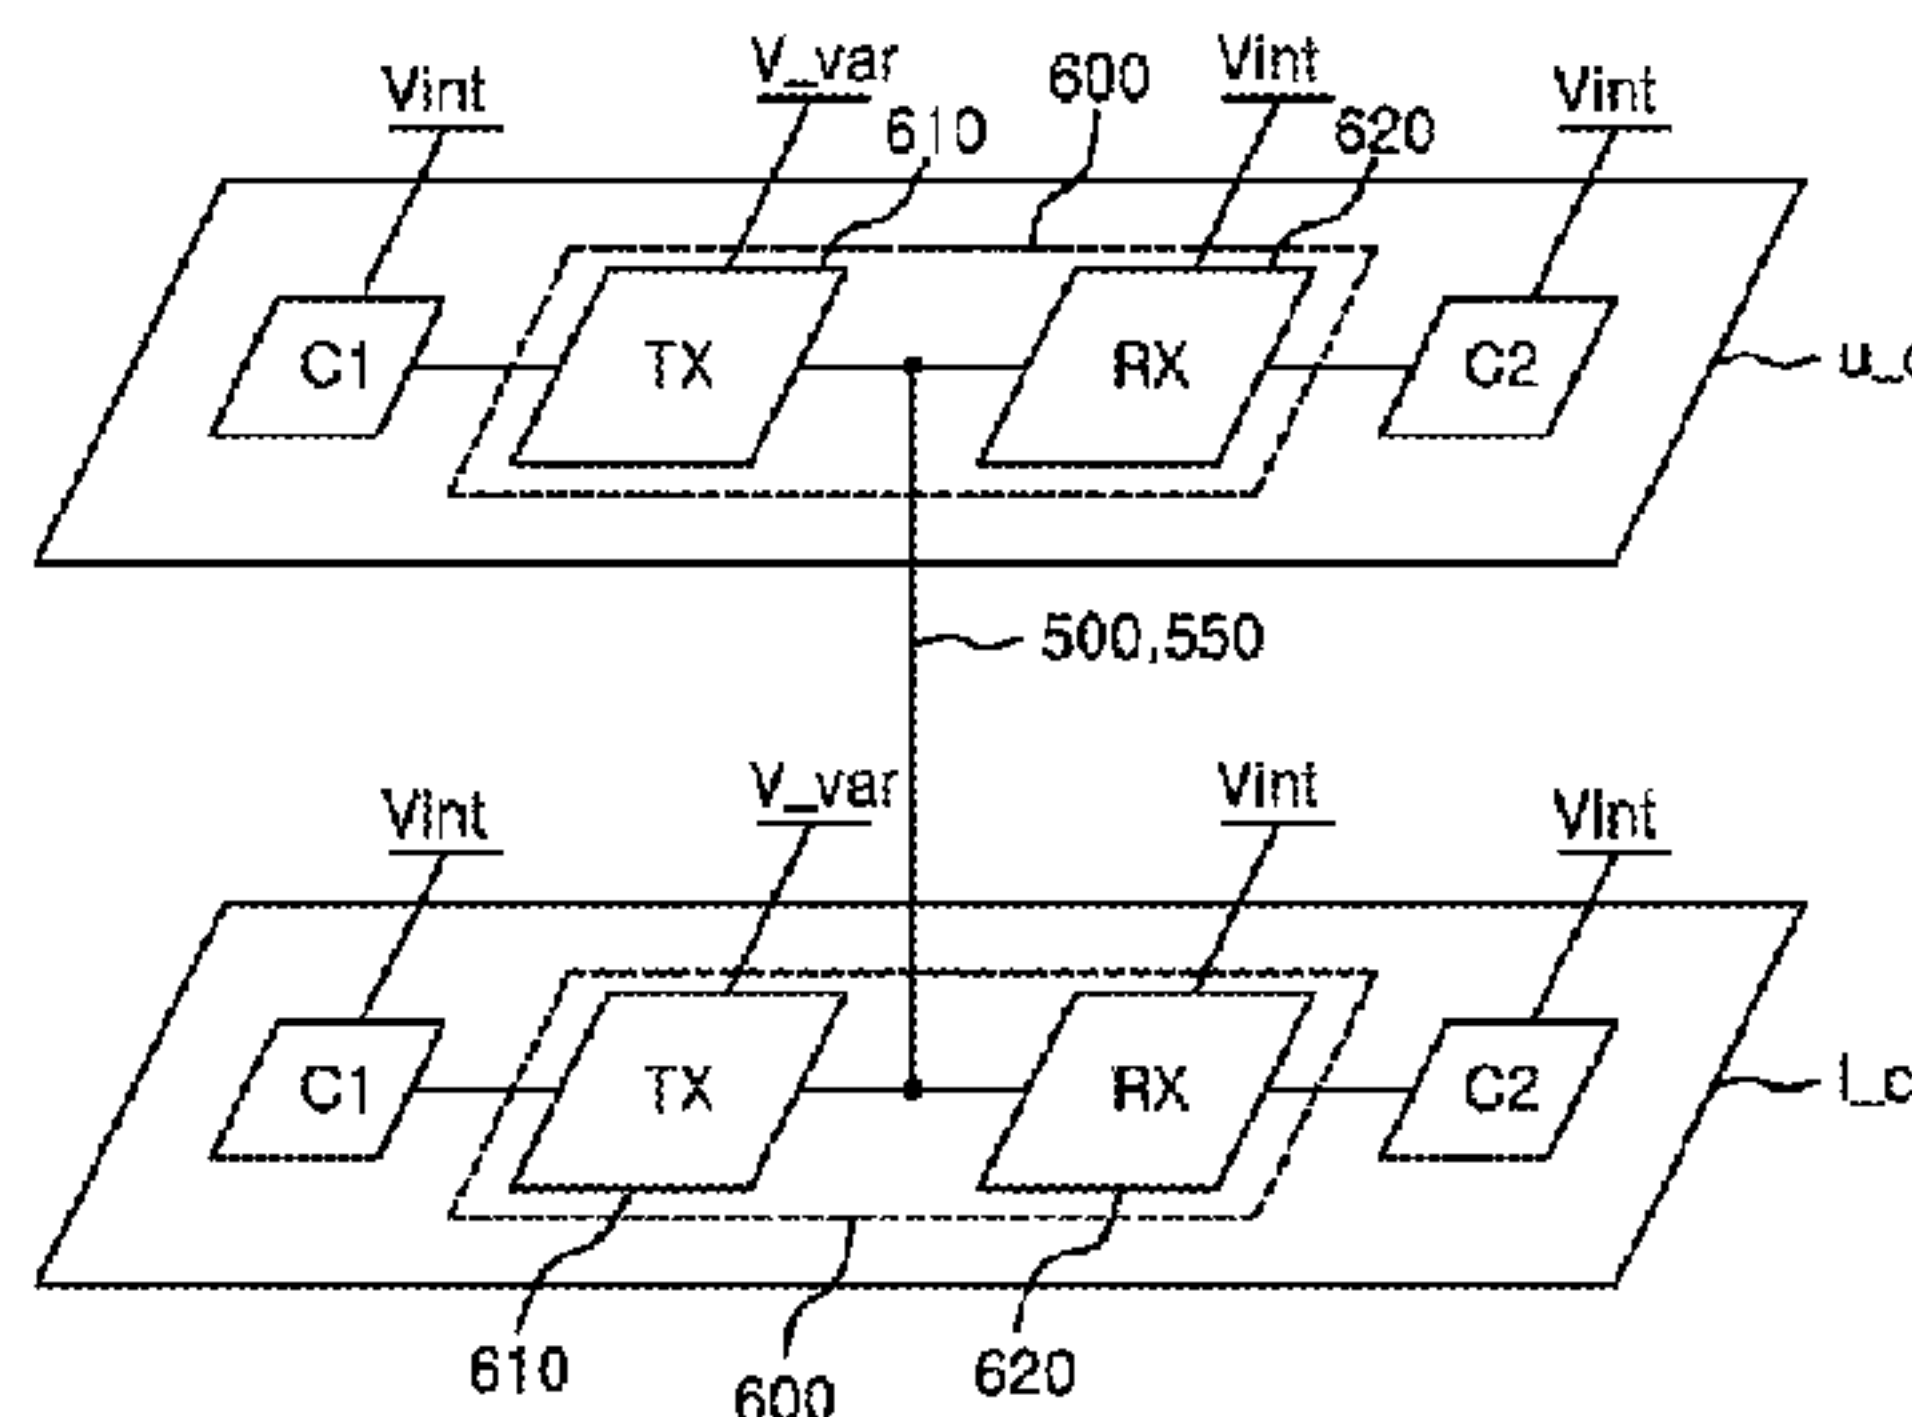 Vint V_var 600 Vint Vint
610 620
C1 TX RX C2
500,550
Vint V_var Vint Vint
C1 TX RX C2
610 600 620